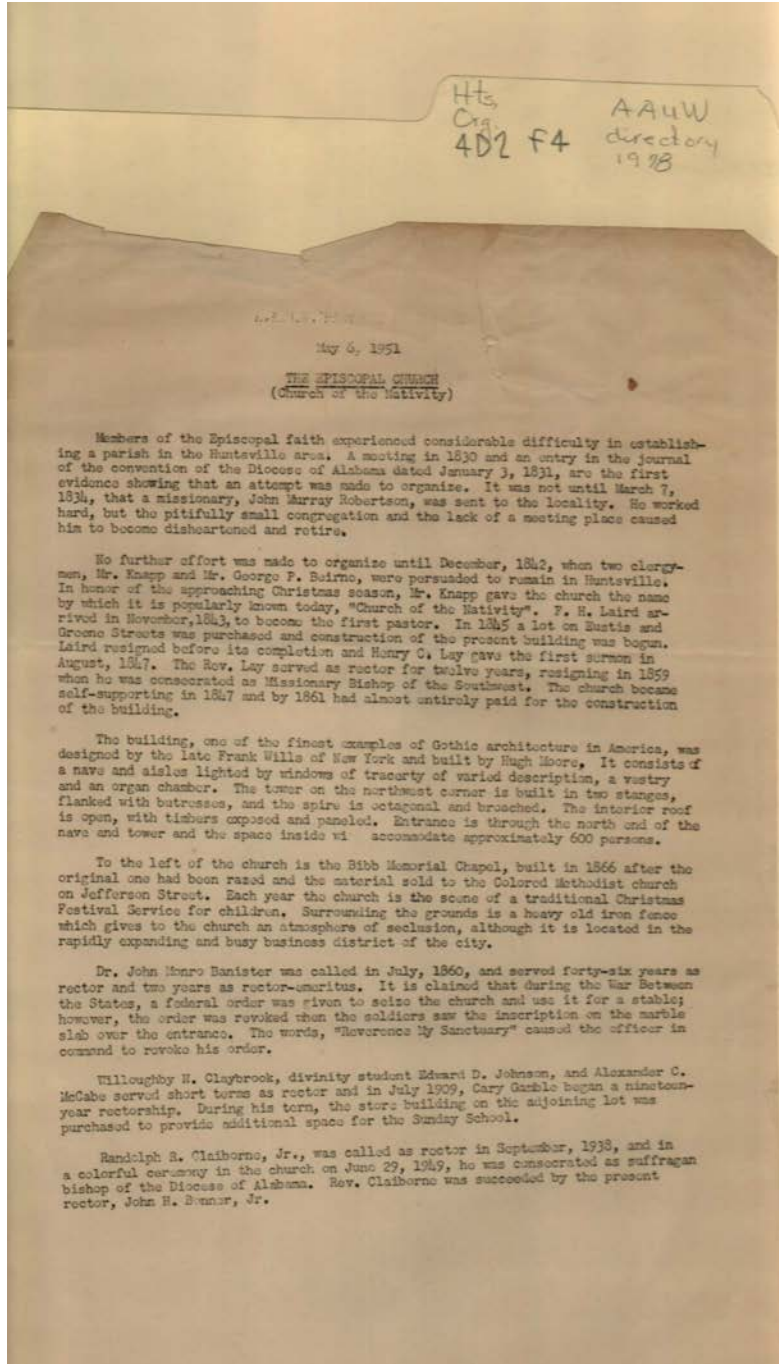 Hts,
Org.
4D2 F4
AAUW
directory
1978
May 6, 1951
THE EPISCOPAL CHURCH
(Church of the Nativity)
Members of the Episcopal faith experienced considerable difficulty in establish-
ing a parish in the Huntsville area. A meeting in 1830 and an entry in the journal
of the convention of the Diocese of Alabama dated January 3, 1831, are the first
evidence showing that an attempt was made to organize. It was not until March 7,
1834, that a missionary, John Murray Robertson, was sent to the locality. He worked
hard, but the pitifully small congregation and the lack of a meeting place caused
him to become disheartened and retire.
No further effort was made to organize until December, 1842, when two clergy-
men, Mr. Knapp and Mr. George P. Beirne, were persuaded to remain in Huntsville.
In honor of the approaching Christmas season, Mr. Knapp gave the church the name
by which it is popularly known today, "Church of the Nativity". F. H. Laird ar-
rived in November,1843,to become the first pastor. In 1845 a lot on Eustis and
Greene Streets was purchased and construction of the present building was begun.
Laird resigned before its completion and Henry C. Lay gave the first sermon in
August, 1847. The Rev. Lay served as rector for twelve years, resigning in 1859
when he was consecrated as Missionary Bishop of the Southwest. The church became
self-supporting in 1847 and by 1861 had almost entirely paid for the construction
of the building.
The building, one of the finest examples of Gothic architecture in America, was
designed by the late Frank Wills of New York and built by Hugh Moore. It consists of
a nave and aisles lighted by windows of tracerty of varied description, a vestry
and an organ chamber. The tower on the northwest corner is built in two stanges,
flanked with butresses, and the spire is octagonal and broached. The interior roof
is open, with timbers exposed and paneled. Entrance is through the north end of the
nave and tower and the space inside wi accomodate approximately 600 persons.
To the left of the church is the Bibb Memorial Chapel, built in 1866 after the
original one had been razed and the material sold to the Colored Methodist church
on Jefferson Street. Each year the church is the scene of a traditional Christmas
Festival Service for children. Surrounding the grounds is a heavy old iron fence
which gives to the church an atmosphere of seclusion, although it is located in the
rapidly expanding and busy business district of the city.
Dr. John Monro Banister was called in July, 1860, and served forty-six years as
rector and two years as rector-emeritus. It is claimed that during the War Between
the States, a federal order was given to seize the church and use it for a stable;
however, the order was revoked when the soldiers saw the inscription on the marble
slab over the entrance. The words, "Reverence My Sanctuary" caused the officer in
command to revoke his order.
Willoughby N. Claybrook, divinity student Edward D. Johnson, and Alexander C.
McCabe served short terms as rector and in July 1909, Cary Gamble began a nineteen-
year rectorship. During his term, the store building on the adjoining lot was
purchased to provide additional space for the Sunday School.
Randolph R. Claiborne, Jr., was called as rector in September, 1938, and in
a colorful ceremony in the church on June 29, 1949, he was consecrated as suffragan
bishop of the Diocese of Alabama. Rev. Claiborne was succeeded by the present
rector, John H. Bonner, Jr.